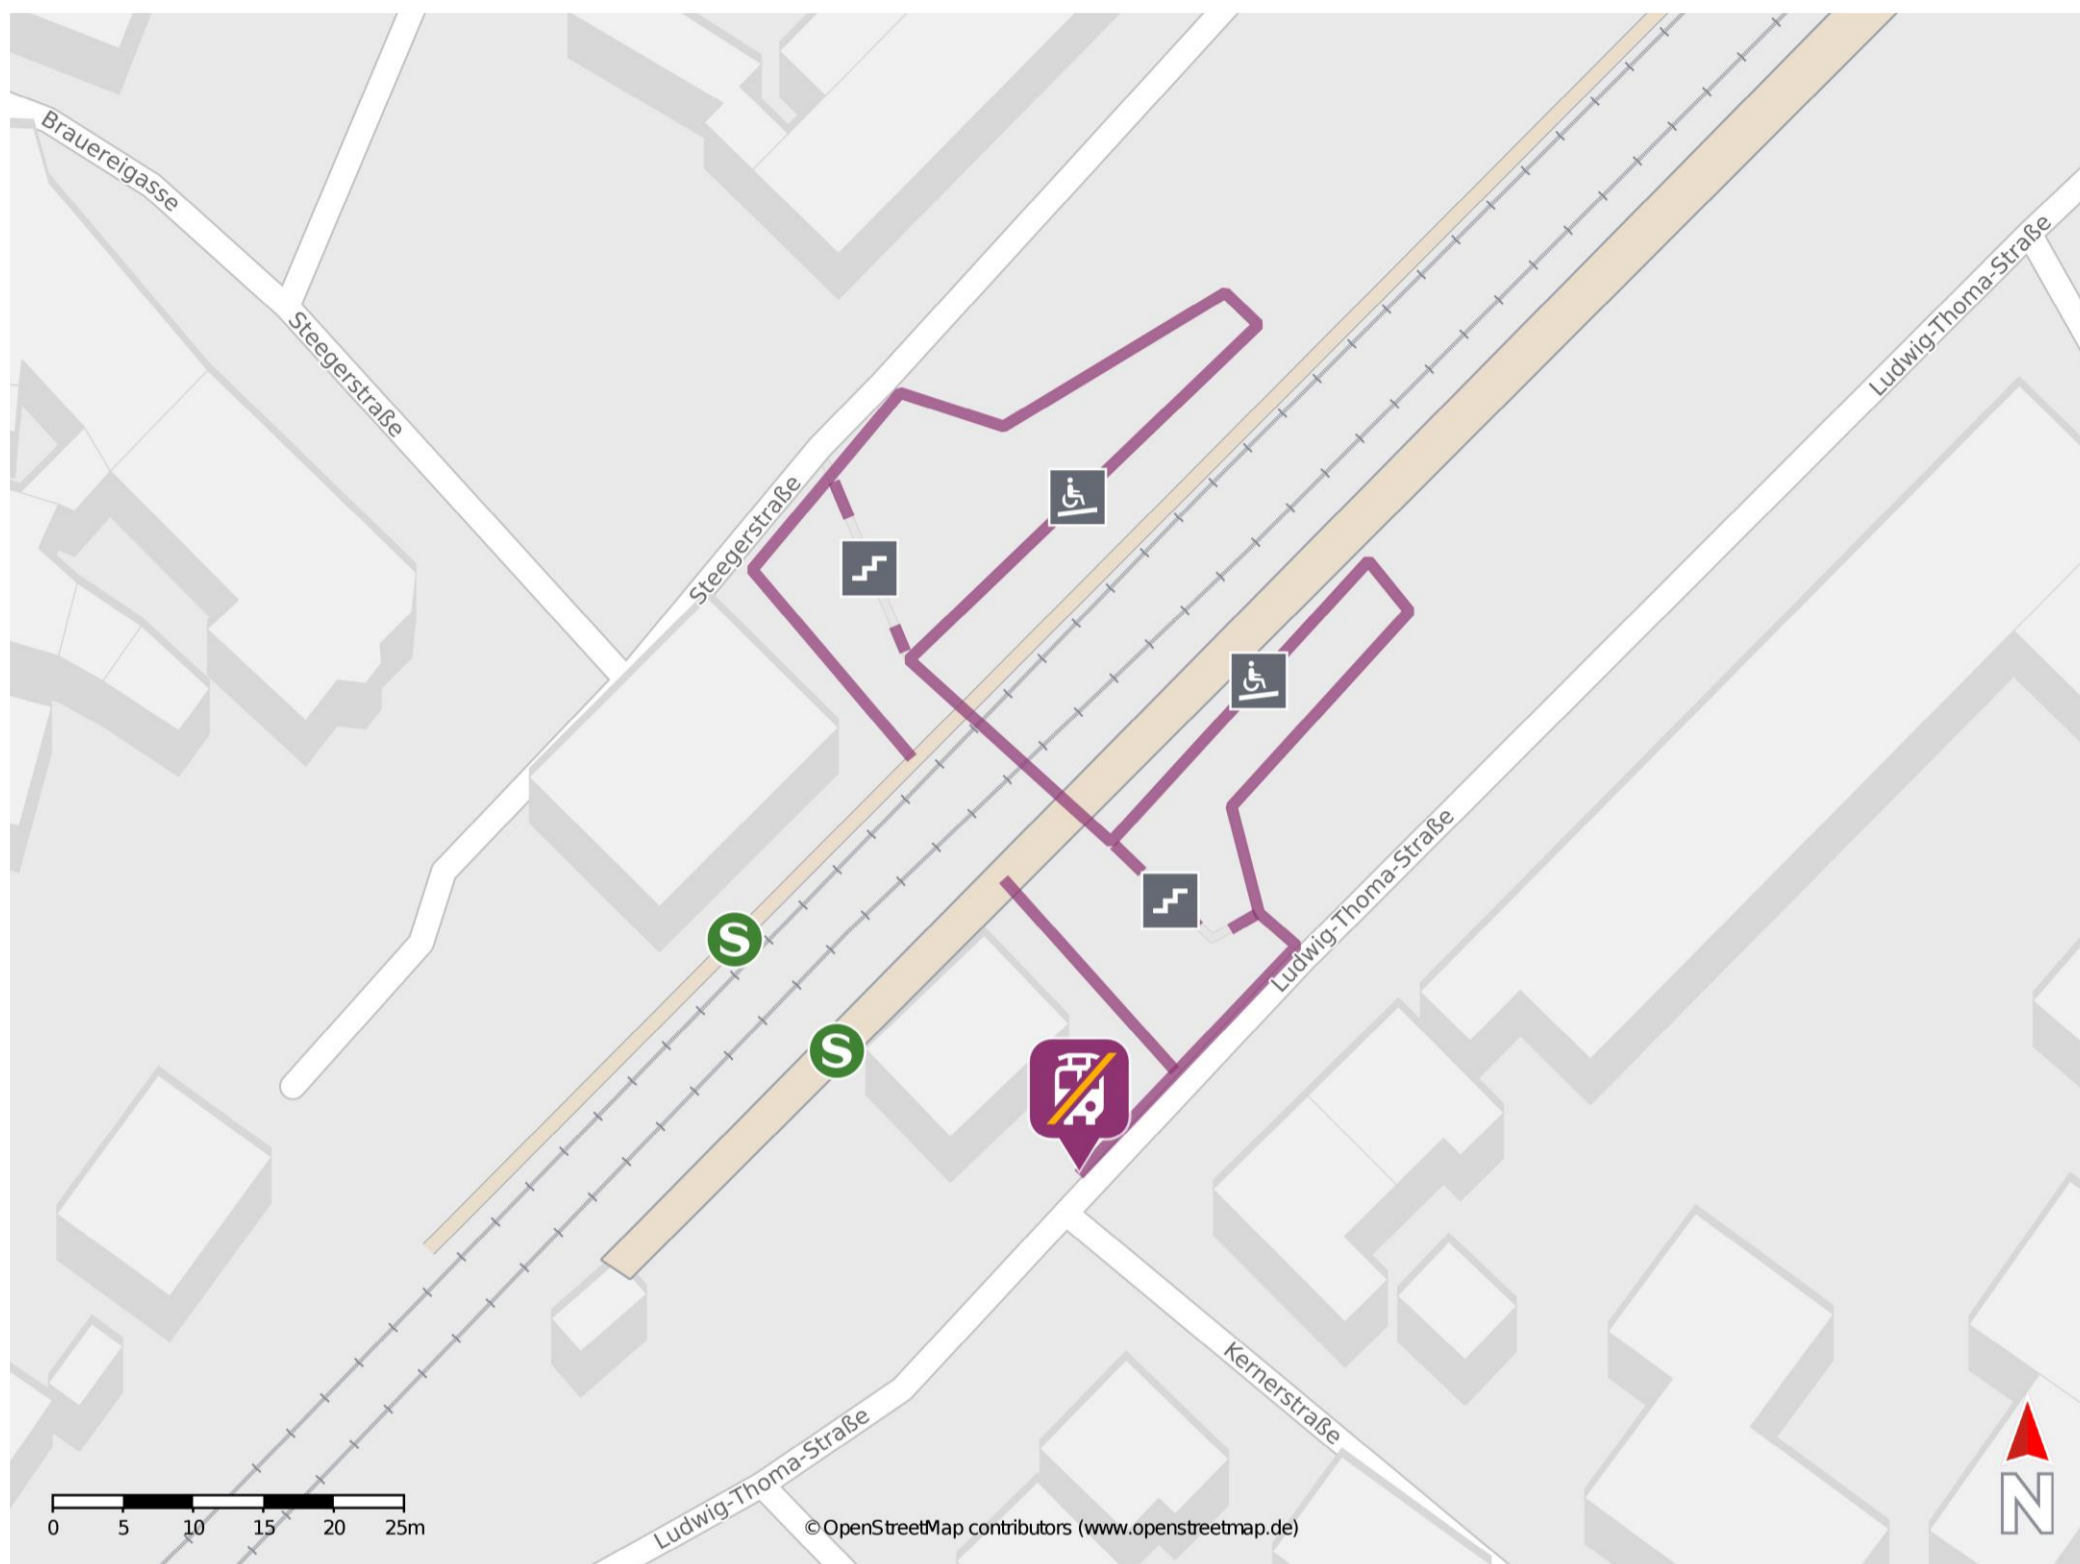 Brauereigasse
Steegerstraße
Ludwig-Thoma-Straße
Steegerstraße
Ludwig-Thoma-Straße
S
S
Kernerstraße
Ludwig-Thoma-Straße
N
0 5 10 15 20 25m
© OpenStreetMap contributors (www.openstreetmap.de)